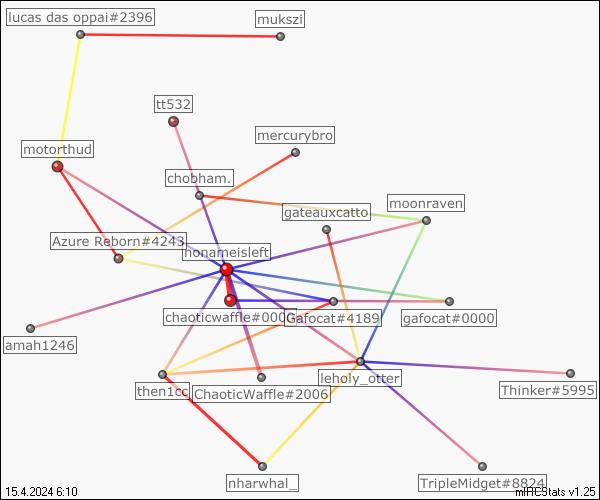 lucas das oppai#2396
mukszi
tt532
mercurybro
motorthud
chobham.
moonraven
gateauxcatto
Azure Reborn#4243
nonameisleft
chaoticwaffle#000
Gafocat#4189
gafocat#0000
amah1246
leholy_otter
then1cc
ChaoticWaffle#2006
Thinker#5995
nharwhal_
TripleMidget#8824
15.4.2024 6:10
mIRCStats v1.25